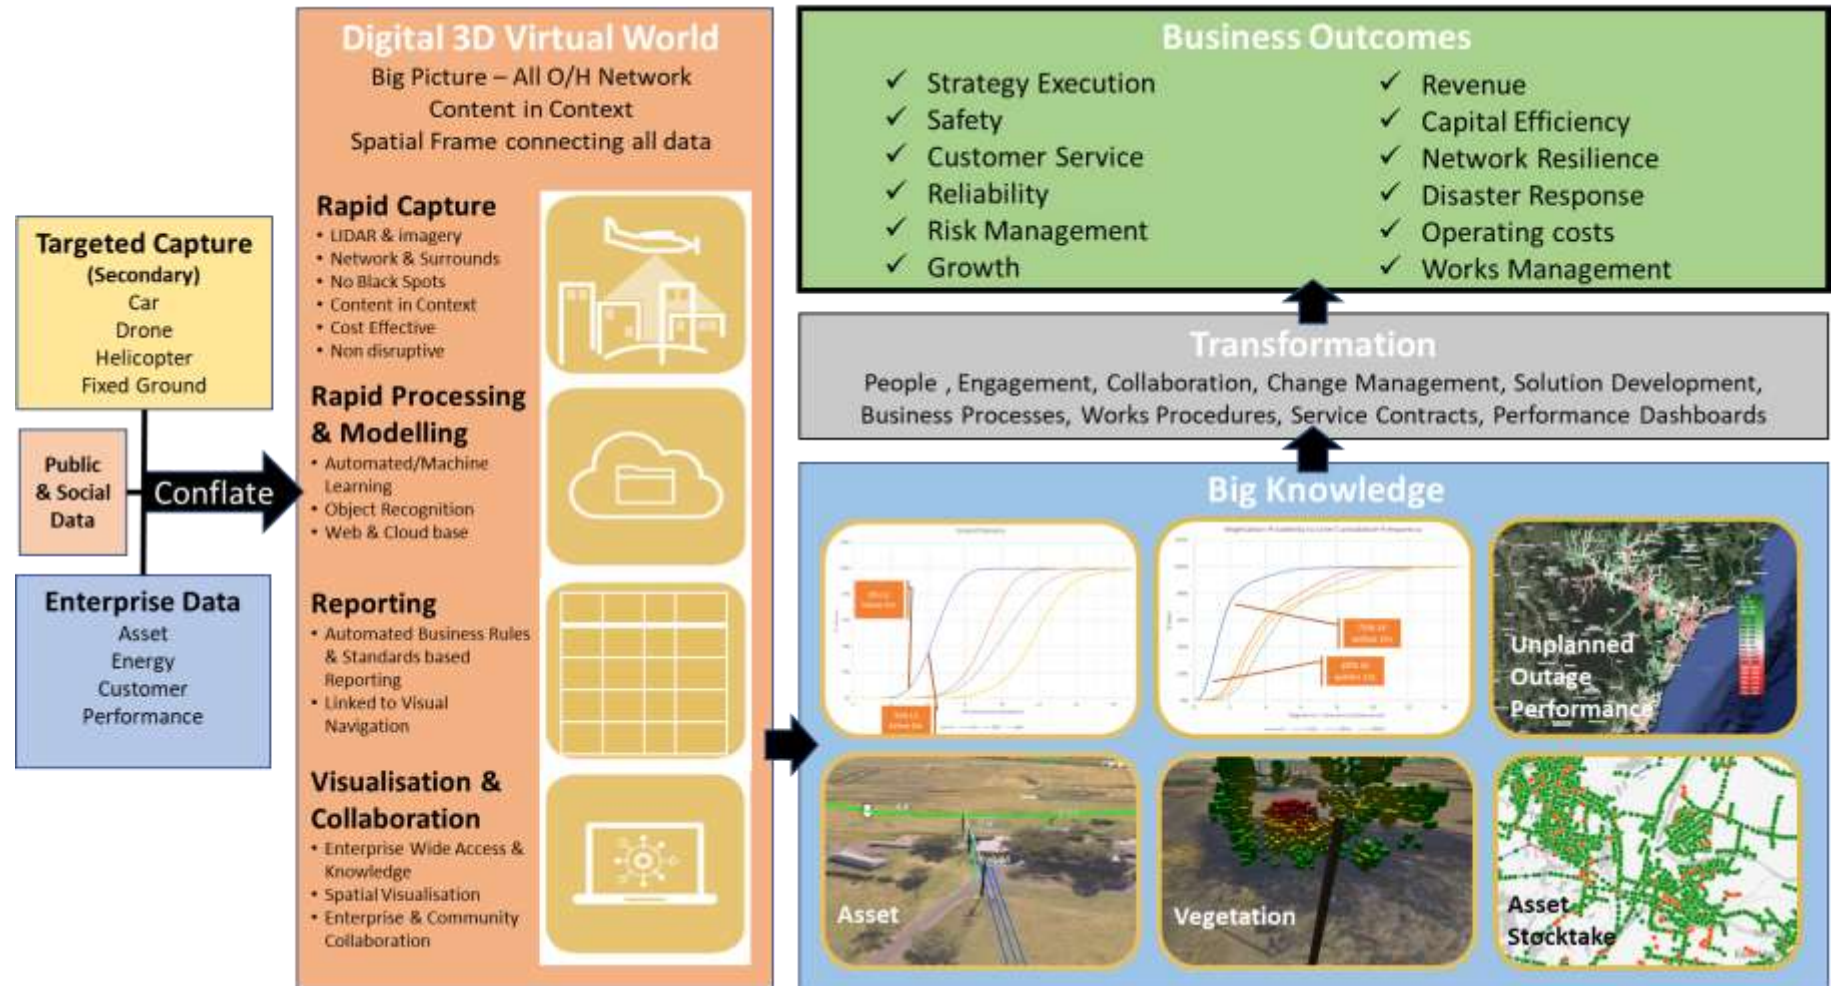 Targeted Capture
(Secondary)
Car
Drone
Helicopter
Fixed Ground
Public
& Social
Data
Conflate
Enterprise Data
Asset
Energy
Customer
Performance
Digital 3D Virtual World
Big Picture – All O/H Network
Content in Context
Spatial Frame connecting all data
Rapid Capture
• LIDAR & imagery
• Network & Surrounds
• No Black Spots
• Content in Context
• Cost Effective
• Non disruptive
Rapid Processing
& Modelling
• Automated/Machine
Learning
• Object Recognition
• Web & Cloud base
Reporting
• Automated Business Rules
& Standards based
Reporting
• Linked to Visual
Navigation
Visualisation &
Collaboration
• Enterprise Wide Access &
Knowledge
• Spatial Visualisation
• Enterprise & Community
Collaboration
Business Outcomes
✓ Strategy Execution
✓ Safety
✓ Customer Service
✓ Reliability
✓ Risk Management
✓ Growth
✓ Revenue
✓ Capital Efficiency
✓ Network Resilience
✓ Disaster Response
✓ Operating costs
✓ Works Management
Transformation
People , Engagement, Collaboration, Change Management, Solution Development,
Business Processes, Works Procedures, Service Contracts, Performance Dashboards
Big Knowledge
Unplanned
Outage
Performance
Asset
Vegetation
Asset
Stocktake